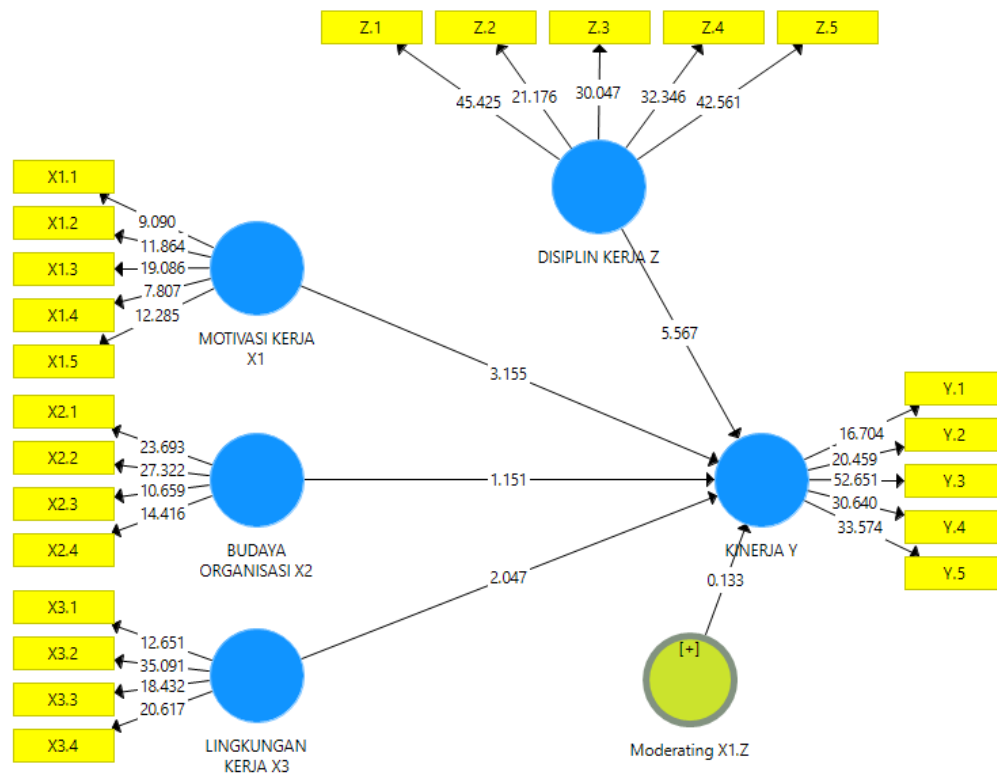 Z.1
Z.2
Z.3
Z.4
Z.5
45.425
21.176
30.047
32.346
42.561
DISIPLIN KERJA Z
5.567
X1.1
X1.2
X1.3
X1.4
X1.5
9.090
11.864
19.086
7.807
12.285
MOTIVASI KERJA
X1
3.155
X2.1
X2.2
X2.3
X2.4
23.693
27.322
10.659
14.416
BUDAYA
ORGANISASI X2
1.151
X3.1
X3.2
X3.3
X3.4
12.651
35.091
18.432
20.617
LINGKUNGAN
KERJA X3
2.047
KINERJA Y
16.704
20.459
52.651
30.640
33.574
Y.1
Y.2
Y.3
Y.4
Y.5
0.133
[+]
Moderating X1.Z